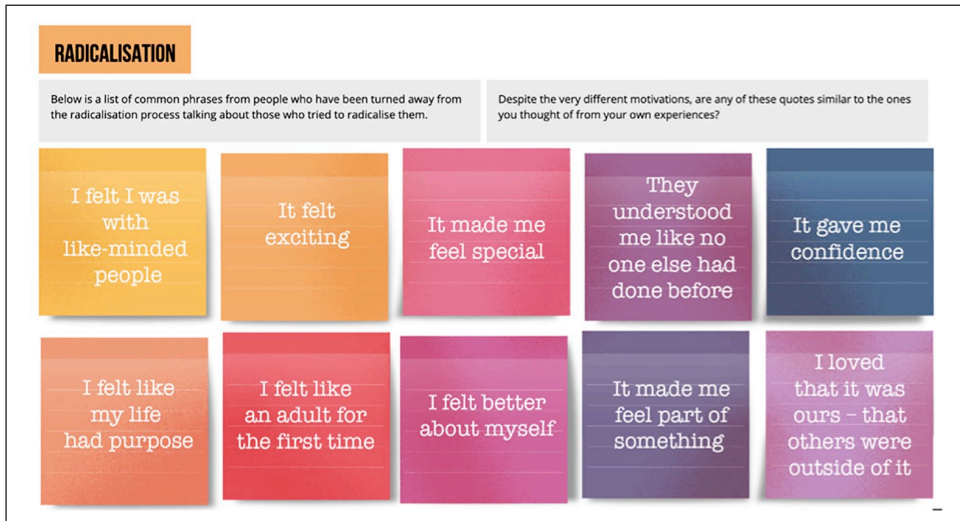 RADICALISATION
Below is a list of common phrases from people who have been turned away from
the radicalisation process talking about those who tried to radicalise them.
Despite the very different motivations, are any of these quotes similar to the ones
you thought of from your own experiences?
I felt I was
with
like-minded
people
It felt
exciting
It made me
feel special
They
understood
me like no
one else had
done before
It gave me
confidence
I felt like
my life
had purpose
I felt like
an adult for
the first time
I felt better
about myself
It made me
feel part of
something
I loved
that it was
ours – that
others were
outside of it